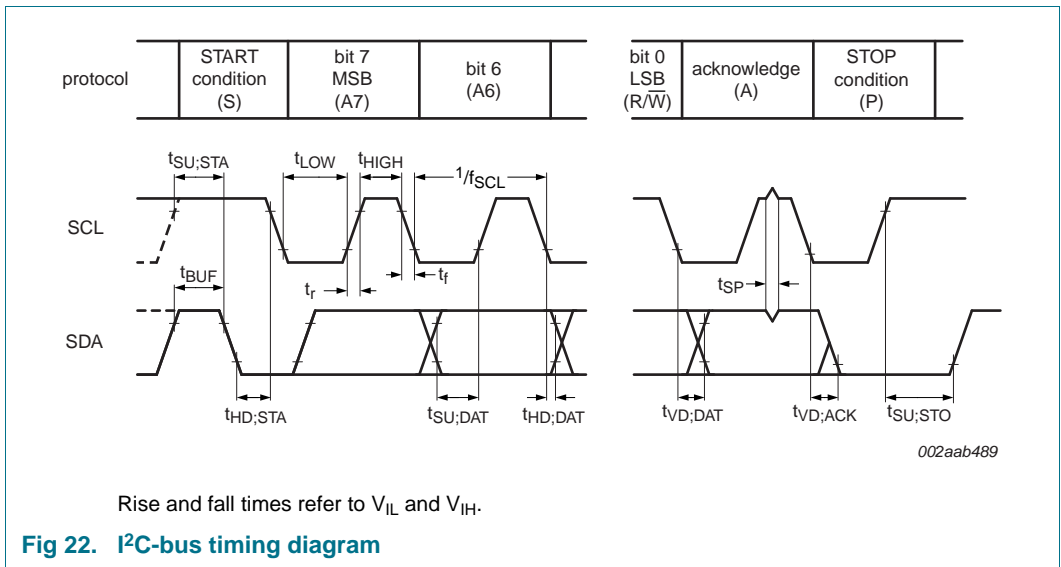 protocol
START
condition
(S)
bit 7
MSB
(A7)
bit 6
(A6)
bit 0
LSB
(R/W̅)
acknowledge
(A)
STOP
condition
(P)
tSU;STA
tLOW
tHIGH
1/fSCL
SCL
tBUF
tr
tf
tSP
SDA
tHD;STA
tSU;DAT
tHD;DAT
tVD;DAT
tVD;ACK
tSU;STO
002aab489
Rise and fall times refer to VIL and VIH.
Fig 22. I²C-bus timing diagram